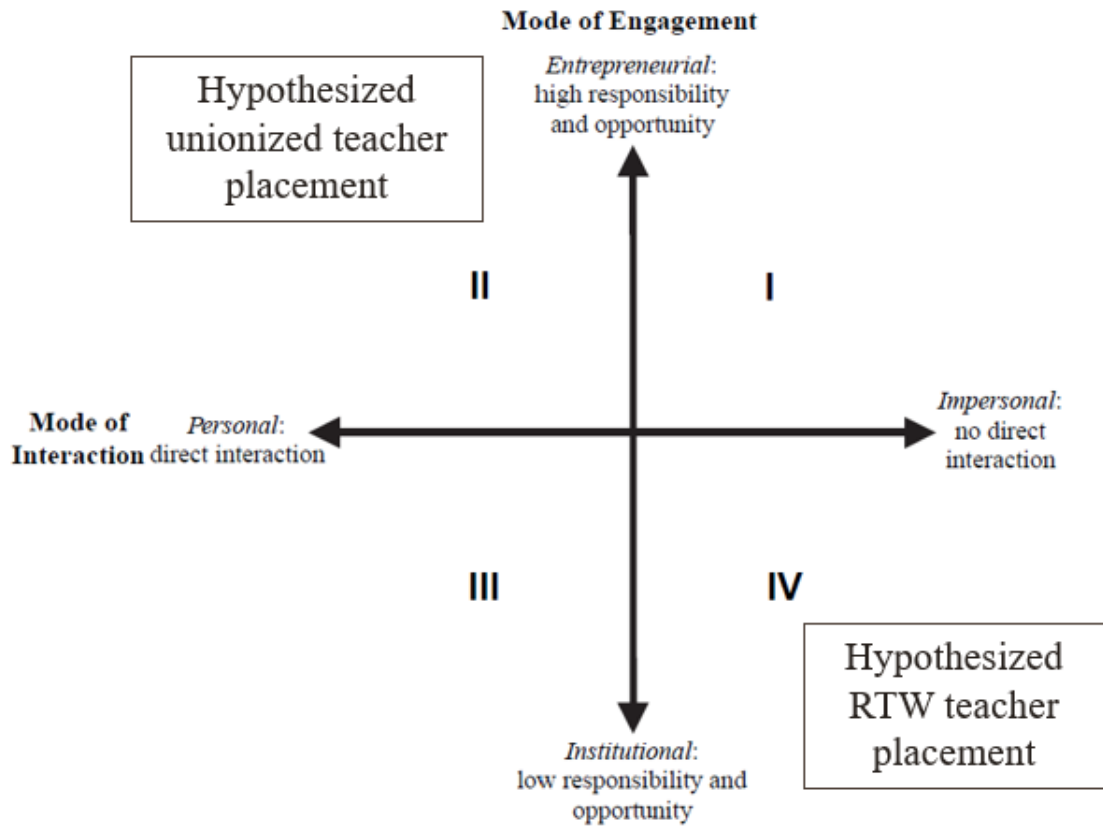 Mode of Engagement
Entrepreneurial:
high responsibility
and opportunity
Hypothesized
unionized teacher
placement
II
I
Mode of
Interaction
Personal:
direct interaction
Impersonal:
no direct
interaction
III
IV
Hypothesized
RTW teacher
placement
Institutional:
low responsibility and
opportunity